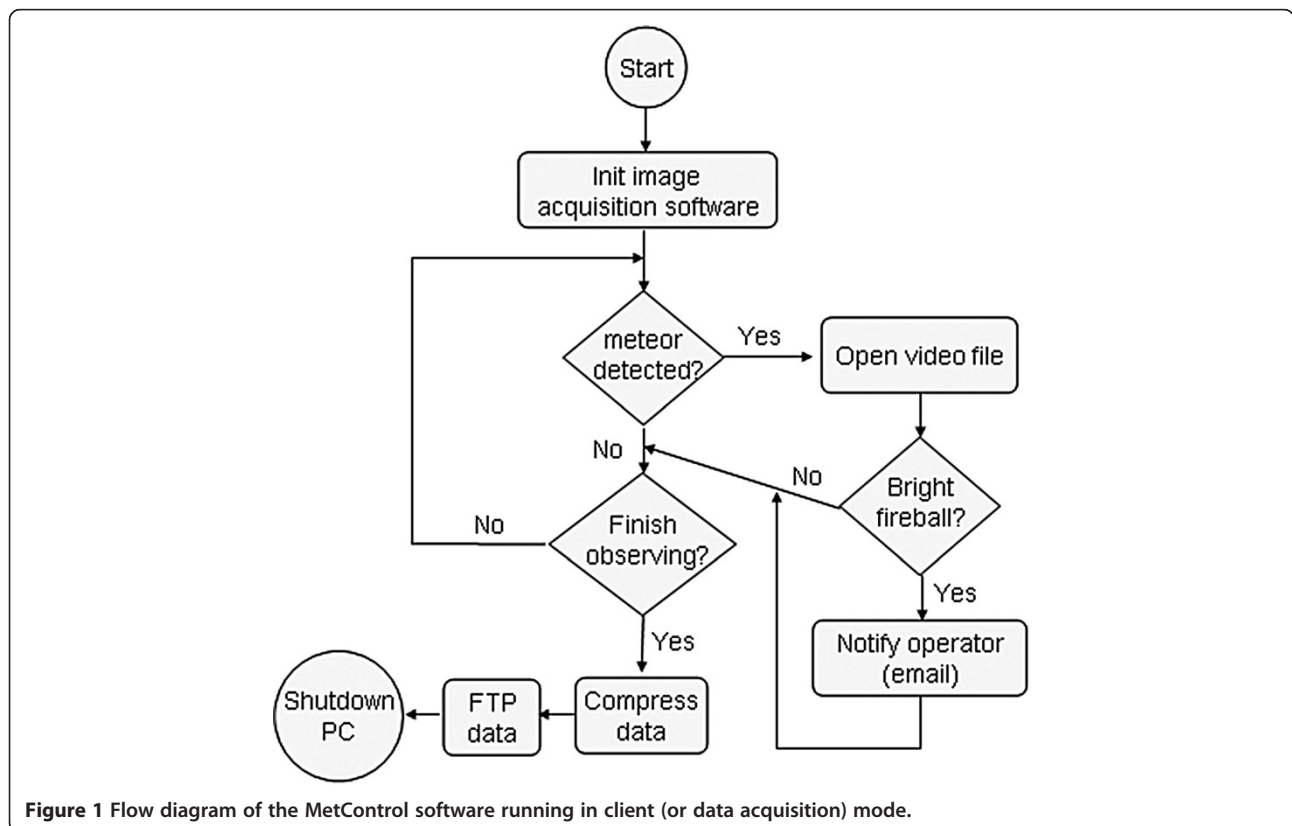 Start
Init image
acquisition software
meteor
detected?
Yes
Open video file
No
No
Bright
fireball?
No
Finish
observing?
Yes
Yes
Notify operator
(email)
Shutdown
PC
FTP
data
Compress
data
Figure 1 Flow diagram of the MetControl software running in client (or data acquisition) mode.